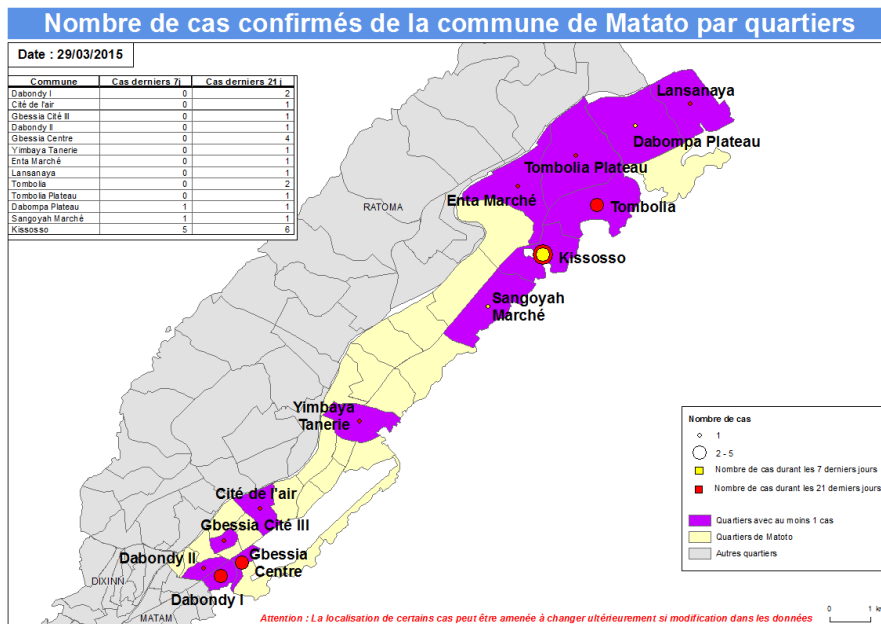 Nombre de cas confirmés de la commune de Matato par quartiers
Date : 29/03/2015
Commune Cas derniers 7j Cas derniers 21 j
Dabondy I 0 2
Cité de l'air 0 1
Gbessia Cité III 0 1
Dabondy II 0 1
Gbessia Centre 0 4
Yimbaya Tanerie 0 1
Enta Marché 0 1
Lansanaya 0 1
Tombolia 0 2
Tombolia Plateau 0 1
Dabompa Plateau 1 1
Sangoyah Marché 1 1
Kissosso 5 6
Lansanaya
Dabompa Plateau
Tombolia Plateau
Enta Marché
RATOMA
Tombolia
Kissosso
Sangoyah
Marché
Yimbaya
Tanerie
Cité de l'air
Gbessia Cité III
Dabondy II
Gbessia
Centre
DIXINN
Dabondy I
MATAM
Nombre de cas
1
2 - 5
Nombre de cas durant les 7 derniers jours
Nombre de cas durant les 21 derniers jours
Quartiers avec au moins 1 cas
Quartiers de Matoto
Autres quartiers
0 1 k
Attention : La localisation de certains cas peut être amenée à changer ultérieurement si modification dans les données